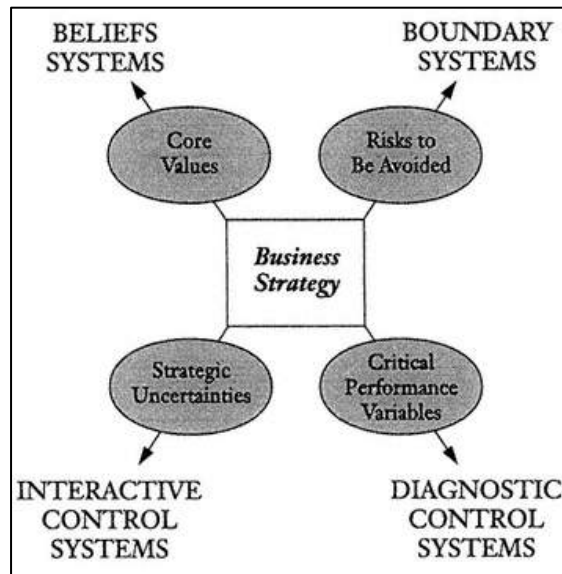 BELIEFS
SYSTEMS
BOUNDARY
SYSTEMS
Core
Values
Risks to
Be Avoided
Business
Strategy
Strategic
Uncertainties
Critical
Performance
Variables
INTERACTIVE
CONTROL
SYSTEMS
DIAGNOSTIC
CONTROL
SYSTEMS